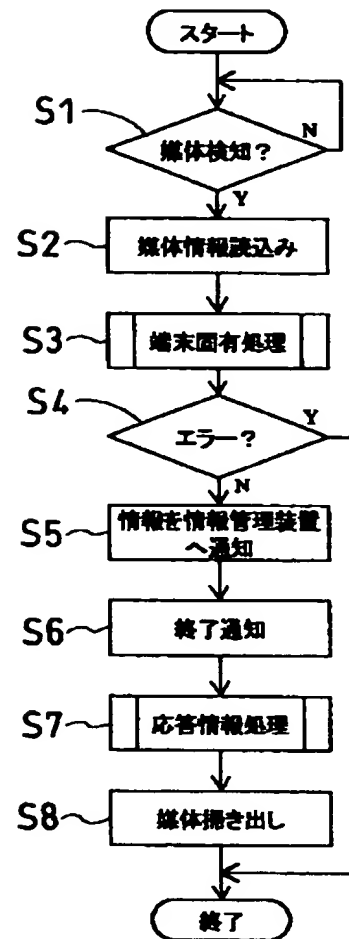 スタート
S1
媒体検知?
N
Y
S2
媒体情報読込み
S3
端末固有処理
S4
エラー?
Y
N
S5
情報を情報管理装置
へ通知
S6
終了通知
S7
応答情報処理
S8
媒体掃き出し
終了